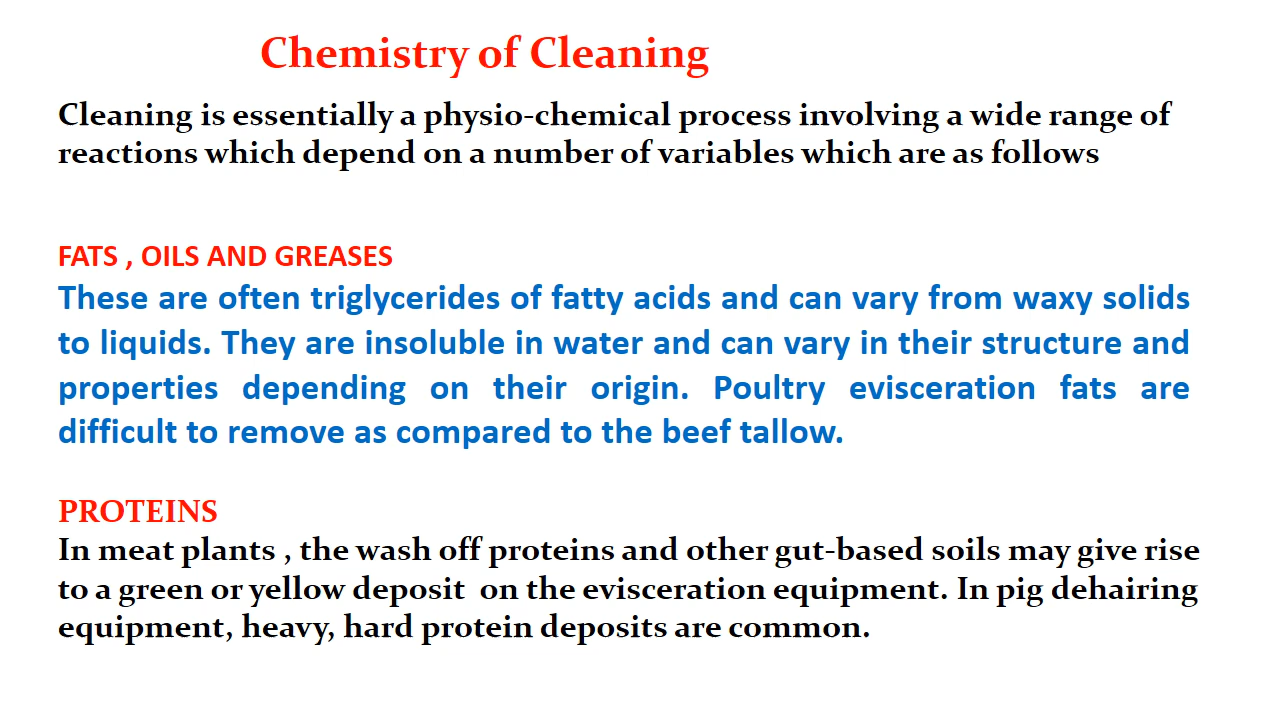 Chemistry of Cleaning
Cleaning is essentially a physio-chemical process involving a wide range of
reactions which depend on a number of variables which are as follows
FATS , OILS AND GREASES
These are often triglycerides of fatty acids and can vary from waxy solids
to liquids. They are insoluble in water and can vary in their structure and
properties depending on their origin. Poultry evisceration fats are
difficult to remove as compared to the beef tallow.
PROTEINS
In meat plants , the wash off proteins and other gut-based soils may give rise
to a green or yellow deposit  on the evisceration equipment. In pig dehairing
equipment, heavy, hard protein deposits are common.